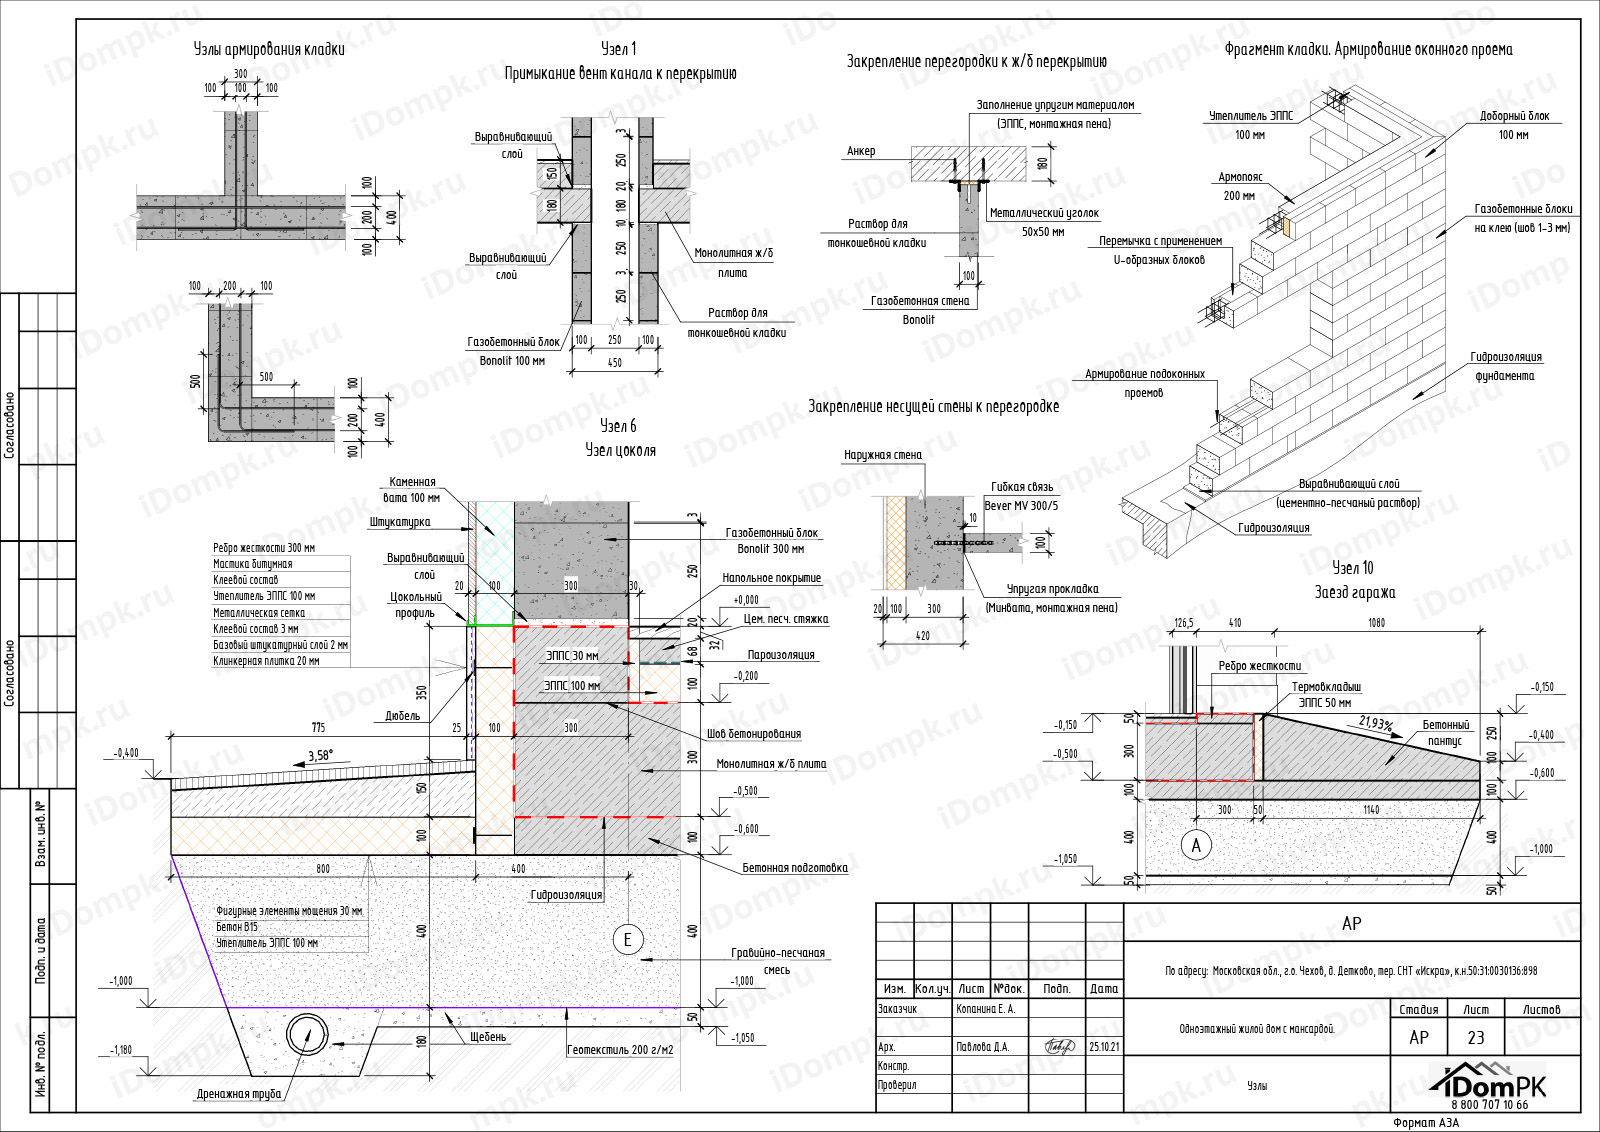 Узлы армирования кладки
300
100
100
100
100
200
400
100
100
200
100
500
500
100
200
400
100
Узел 1
Примыкание вент канала к перекрытию
Выравнивающий
слой
150
180
3
250
20
180
10
250
3
250
Выравнивающий
слой
Монолитная ж/б
плита
Раствор для
тонкошевной кладки
Газобетонный блок
Bonolit 100 мм
100
250
100
450
Закрепление перегородки к ж/б перекрытию
Заполнение упругим материалом
(ЭППС, монтажная пена)
Анкер
180
Металлический уголок
50х50 мм
Раствор для
тонкошевной кладки
100
Газобетонная стена
Bonolit
Фрагмент кладки. Армирование оконного проема
Утеплитель ЭППС
100 мм
Доборный блок
100 мм
Армопояс
200 мм
Газобетонные блоки
на клею (шов 1-3 мм)
Перемычка с применением
U-образных блоков
Гидроизоляция
фундамента
Армирование подоконных
проемов
Выравнивающий слой
(цементно-песчаный раствор)
Гидроизоляция
Закрепление несущей стены к перегородке
Наружная стена
Гибкая связь
Bever MV 300/5
10
100
Упругая прокладка
(Минвата, монтажная пена)
20
100
300
420
Узел 6
Узел цоколя
Каменная
вата 100 мм
Штукатурка
Выравнивающий
слой
Цокольный
профиль
Ребро жесткости 300 мм
Мастика битумная
Клеевой состав
Утеплитель ЭППС 100 мм
Металлическая сетка
Клеевой состав 3 мм
Базовый штукатурный слой 2 мм
Клинкерная плитка 20 мм
20
100
300
30
3
250
Газобетонный блок
Bonolit 300 мм
Напольное покрытие
+0,000
20
32
68
Цем. песч. стяжка
Пароизоляция
ЭППС 30 мм
ЭППС 100 мм
100
-0,200
Дюбель
350
Шов бетонирования
775
25
100
300
-0,400
3,58°
300
Монолитная ж/б плита
150
-0,500
100
100
-0,600
Бетонная подготовка
800
400
Гидроизоляция
Фигурные элементы мощения 30 мм
Бетон В15
Утеплитель ЭППС 100 мм
400
400
Е
Гравийно-песчаная
смесь
-1,000
-1,000
50
-1,050
Щебень
180
Геотекстиль 200 г/м2
-1,180
Дренажная труба
Узел 10
Заезд гаража
126,5
410
1080
Ребро жесткости
Термовкладыш
ЭППС 50 мм
-0,150
-0,150
50
21,93%
Бетонный
пантус
250
-0,400
-0,500
300
100
-0,600
100
100
300
50
1140
А
400
400
-1,050
-1,000
50
50
Согласовано
Согласовано
Взам. инв. №
Подп. и дата
Инв. № подл.
АР
По адресу: Московская обл., г.о. Чехов, д. Детково, тер. СНТ «Искра», к.н.50:31:0030136:898
Изм.
Кол.уч.
Лист
№док.
Подп.
Дата
Заказчик
Копанина Е. А.
Арх.
Павлова Д.А.
25.10.21
Констр.
Проверил
Одноэтажный жилой дом с мансардой.
Стадия
Лист
Листов
АР
23
Узлы
iDomPK
8 800 707 10 66
Формат А3А
iDompk.ru